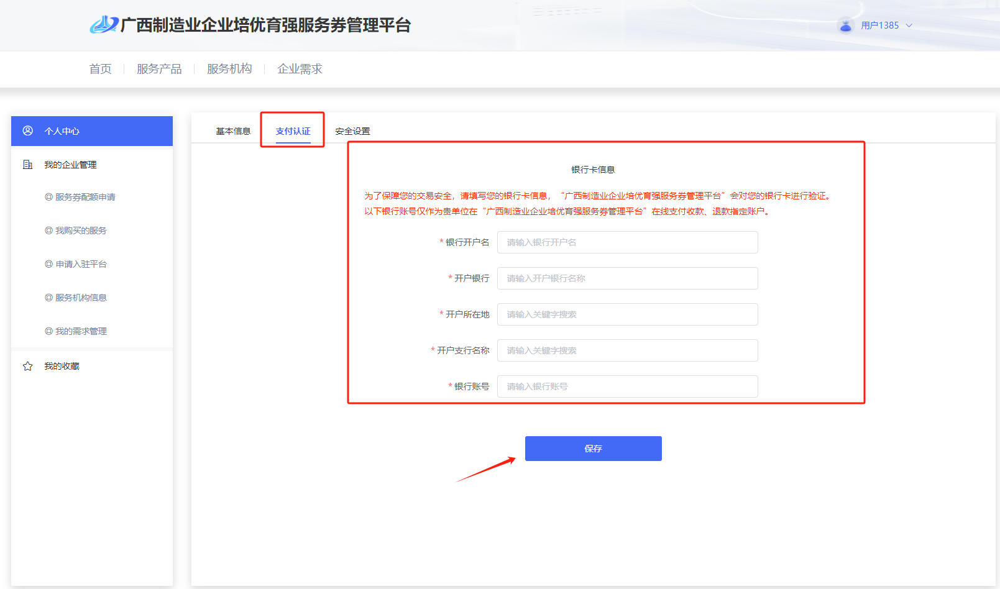 广西制造业企业培优育强服务券管理平台
用户1385
首页
服务产品
服务机构
企业需求
个人中心
我的企业管理
服务券配额申请
我购买的服务
申请入驻平台
服务机构信息
我的需求管理
我的收藏
基本信息
支付认证
安全设置
银行卡信息
为了保障您的交易安全，请填写您的银行卡信息，“广西制造业企业培优育强服务券管理平台”会对您的银行卡进行验证。
以下银行账号仅作为贵单位在“广西制造业企业培优育强服务券管理平台”在线支付收款、退款指定账户。
* 银行开户名 请输入银行开户名
* 开户银行 请输入开户银行名称
* 开户所在地 请输入关键字搜索
* 开户支行名称 请输入关键字搜索
* 银行账号 请输入银行账号
保存